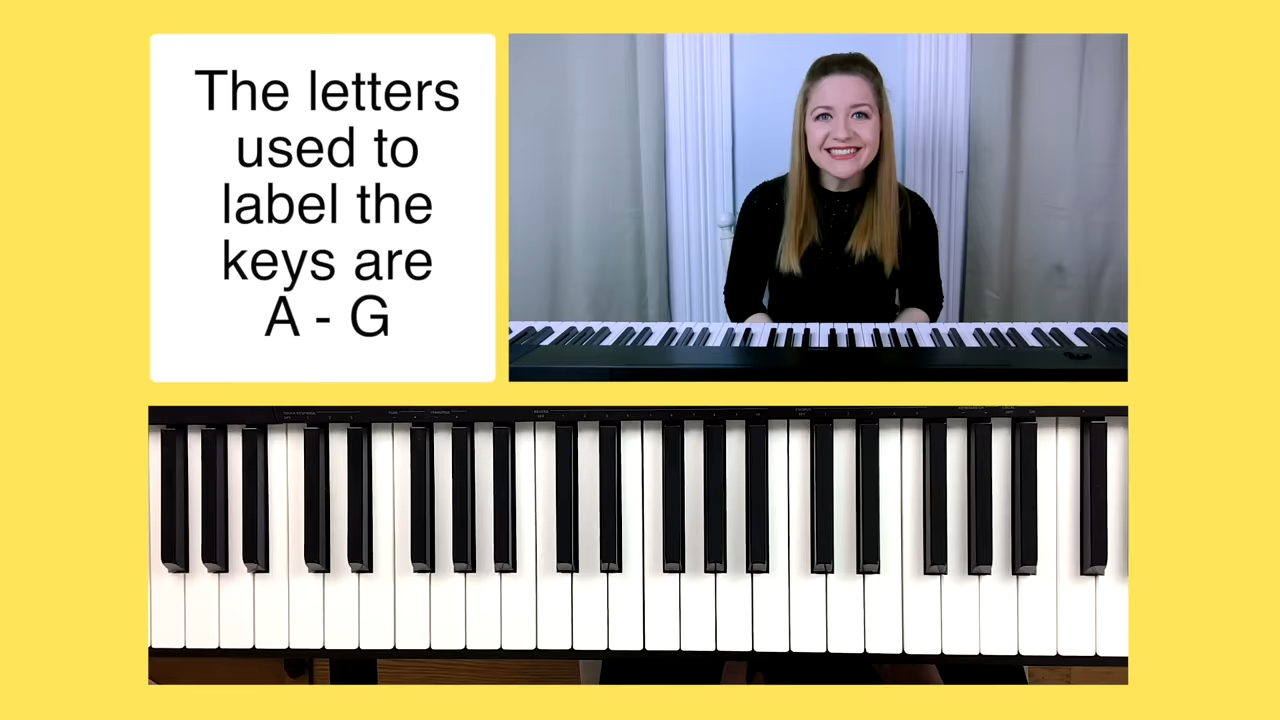 The letters
used to
label the
keys are
A - G